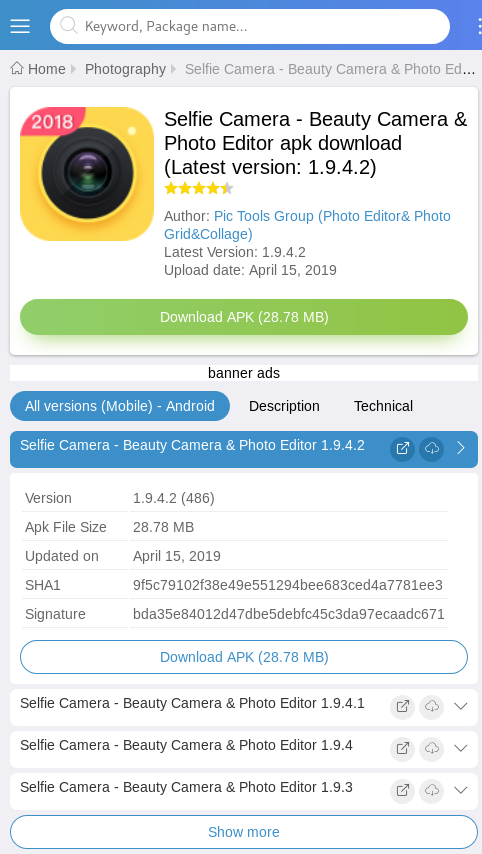 Keyword, Package name...
Home Photography Selfie Camera - Beauty Camera & Photo Ed...
2018
Selfie Camera - Beauty Camera &
Photo Editor apk download
(Latest version: 1.9.4.2)
Author: Pic Tools Group (Photo Editor& Photo
Grid&Collage)
Latest Version: 1.9.4.2
Upload date: April 15, 2019
Download APK (28.78 MB)
banner ads
All versions (Mobile) - Android Description Technical
Selfie Camera - Beauty Camera & Photo Editor 1.9.4.2
Version 1.9.4.2 (486)
Apk File Size 28.78 MB
Updated on April 15, 2019
SHA1 9f5c79102f38e49e551294bee683ced4a7781ee3
Signature bda35e84012d47dbe5debfc45c3da97ecaadc671
Download APK (28.78 MB)
Selfie Camera - Beauty Camera & Photo Editor 1.9.4.1
Selfie Camera - Beauty Camera & Photo Editor 1.9.4
Selfie Camera - Beauty Camera & Photo Editor 1.9.3
Show more